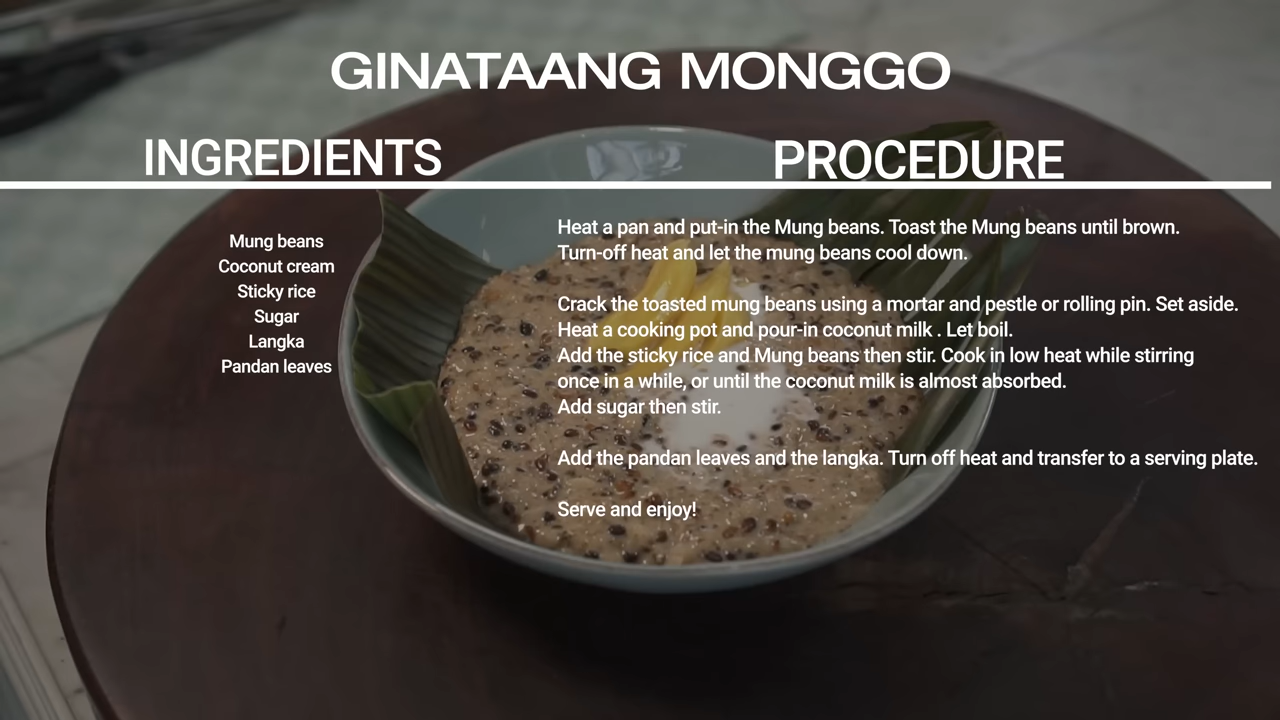 GINATAANG MONGGO
INGREDIENTS
Mung beans
Coconut cream
Sticky rice
Sugar
Langka
Pandan leaves
PROCEDURE
Heat a pan and put-in the Mung beans. Toast the Mung beans until brown.
Turn-off heat and let the mung beans cool down.
Crack the toasted mung beans using a mortar and pestle or rolling pin. Set aside.
Heat a cooking pot and pour-in coconut milk . Let boil.
Add the sticky rice and Mung beans then stir. Cook in low heat while stirring
once in a while, or until the coconut milk is almost absorbed.
Add sugar then stir.
Add the pandan leaves and the langka. Turn off heat and transfer to a serving plate.
Serve and enjoy!